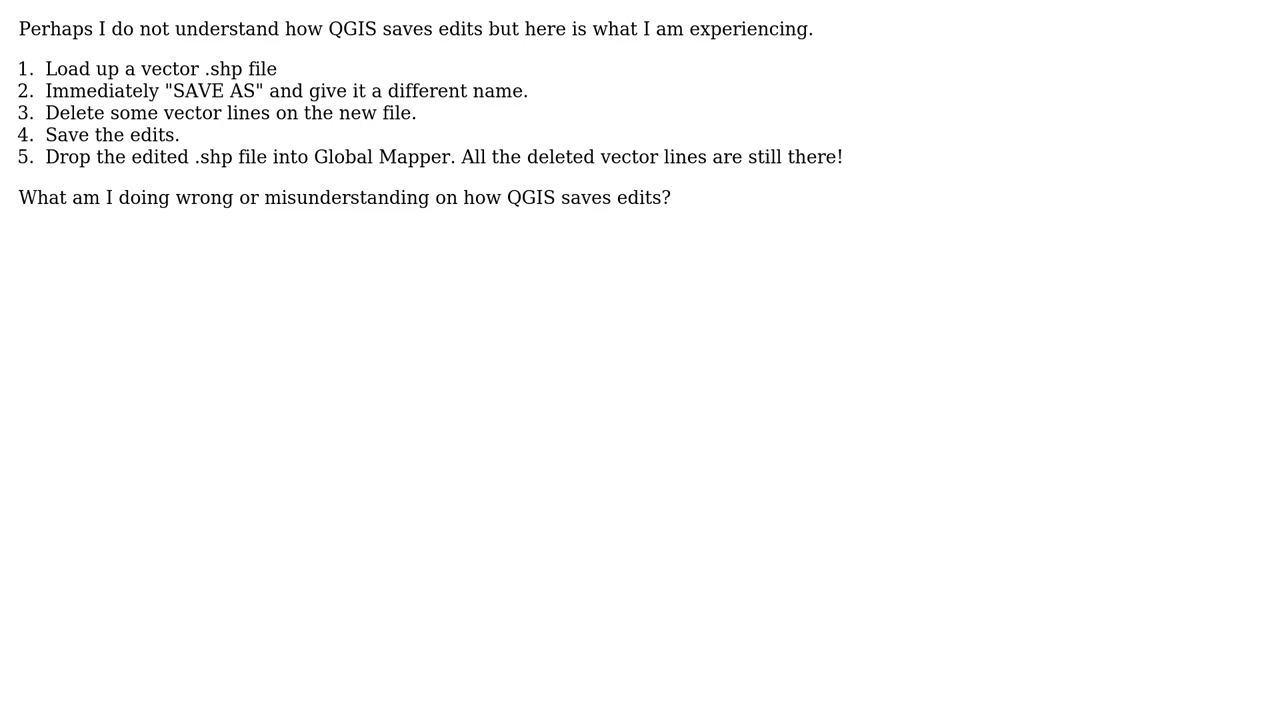 Perhaps I do not understand how QGIS saves edits but here is what I am experiencing.
1. Load up a vector .shp file
2. Immediately "SAVE AS" and give it a different name.
3. Delete some vector lines on the new file.
4. Save the edits.
5. Drop the edited .shp file into Global Mapper. All the deleted vector lines are still there!
What am I doing wrong or misunderstanding on how QGIS saves edits?